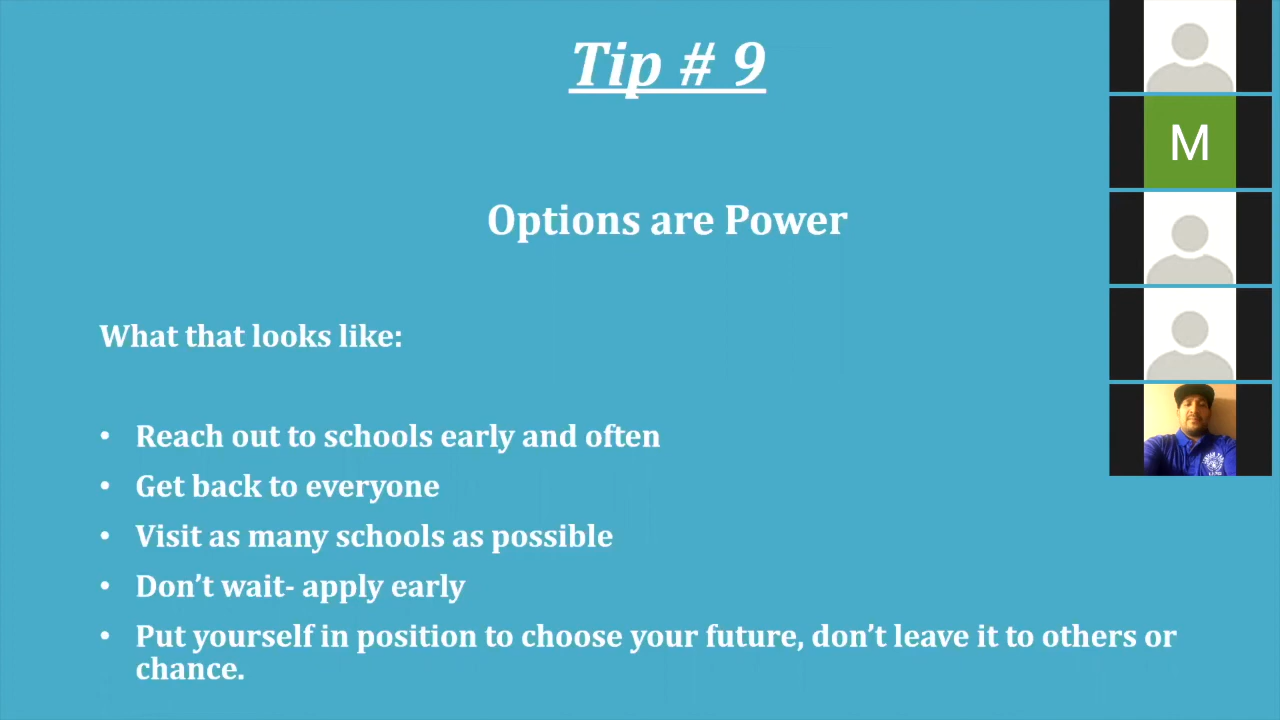 Tip # 9
M
Options are Power
What that looks like:
• Reach out to schools early and often
• Get back to everyone
• Visit as many schools as possible
• Don’t wait- apply early
• Put yourself in position to choose your future, don’t leave it to others or
chance.